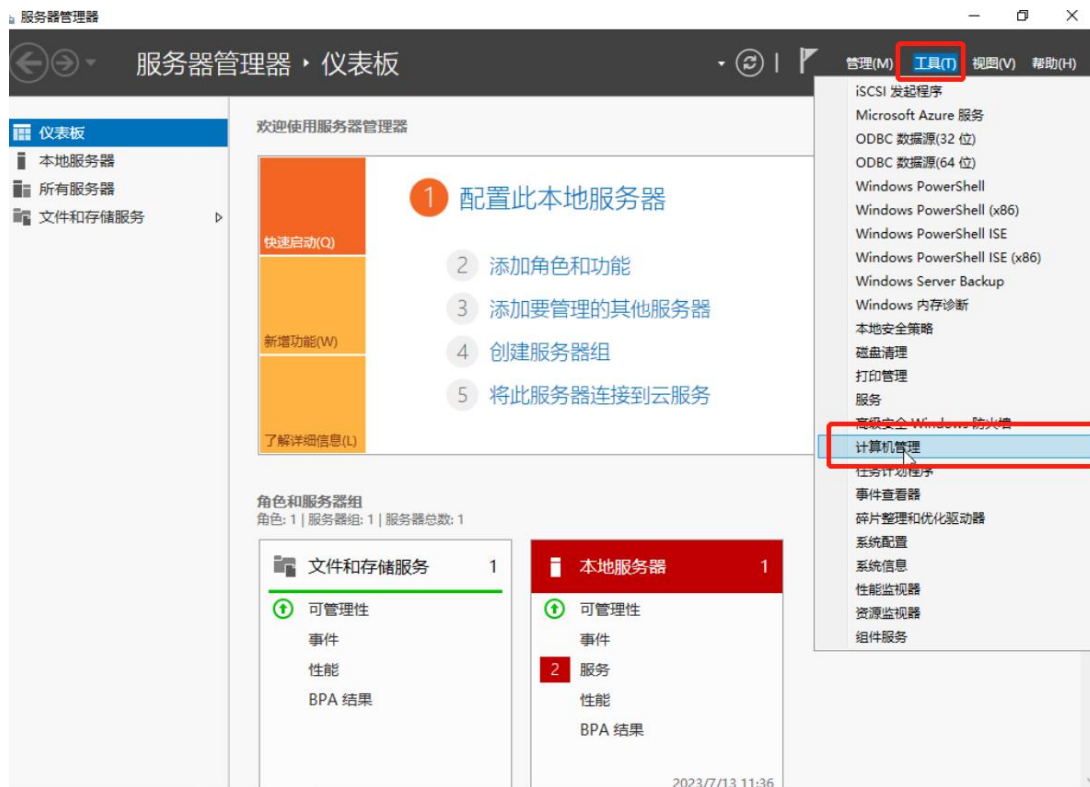 服务器管理器
服务器管理器 ‣ 仪表板
管理(M) 工具(T) 视图(V) 帮助(H)
仪表板
本地服务器
所有服务器
文件和存储服务
欢迎使用服务器管理器
快速启动(Q)
新增功能(W)
了解详细信息(L)
1 配置此本地服务器
2 添加角色和功能
3 添加要管理的其他服务器
4 创建服务器组
5 将此服务器连接到云服务
角色和服务器组
角色: 1 | 服务器组: 1 | 服务器总数: 1
文件和存储服务 1
可管理性
事件
性能
BPA 结果
本地服务器 1
可管理性
事件
2 服务
性能
BPA 结果
2023/7/13 11:36
iSCSI 发起程序
Microsoft Azure 服务
ODBC 数据源(32 位)
ODBC 数据源(64 位)
Windows PowerShell
Windows PowerShell (x86)
Windows PowerShell ISE
Windows PowerShell ISE (x86)
Windows Server Backup
Windows 内存诊断
本地安全策略
磁盘清理
打印管理
服务
高级安全 Windows 防火墙
计算机管理
任务计划程序
事件查看器
碎片整理和优化驱动器
系统配置
系统信息
性能监视器
资源监视器
组件服务